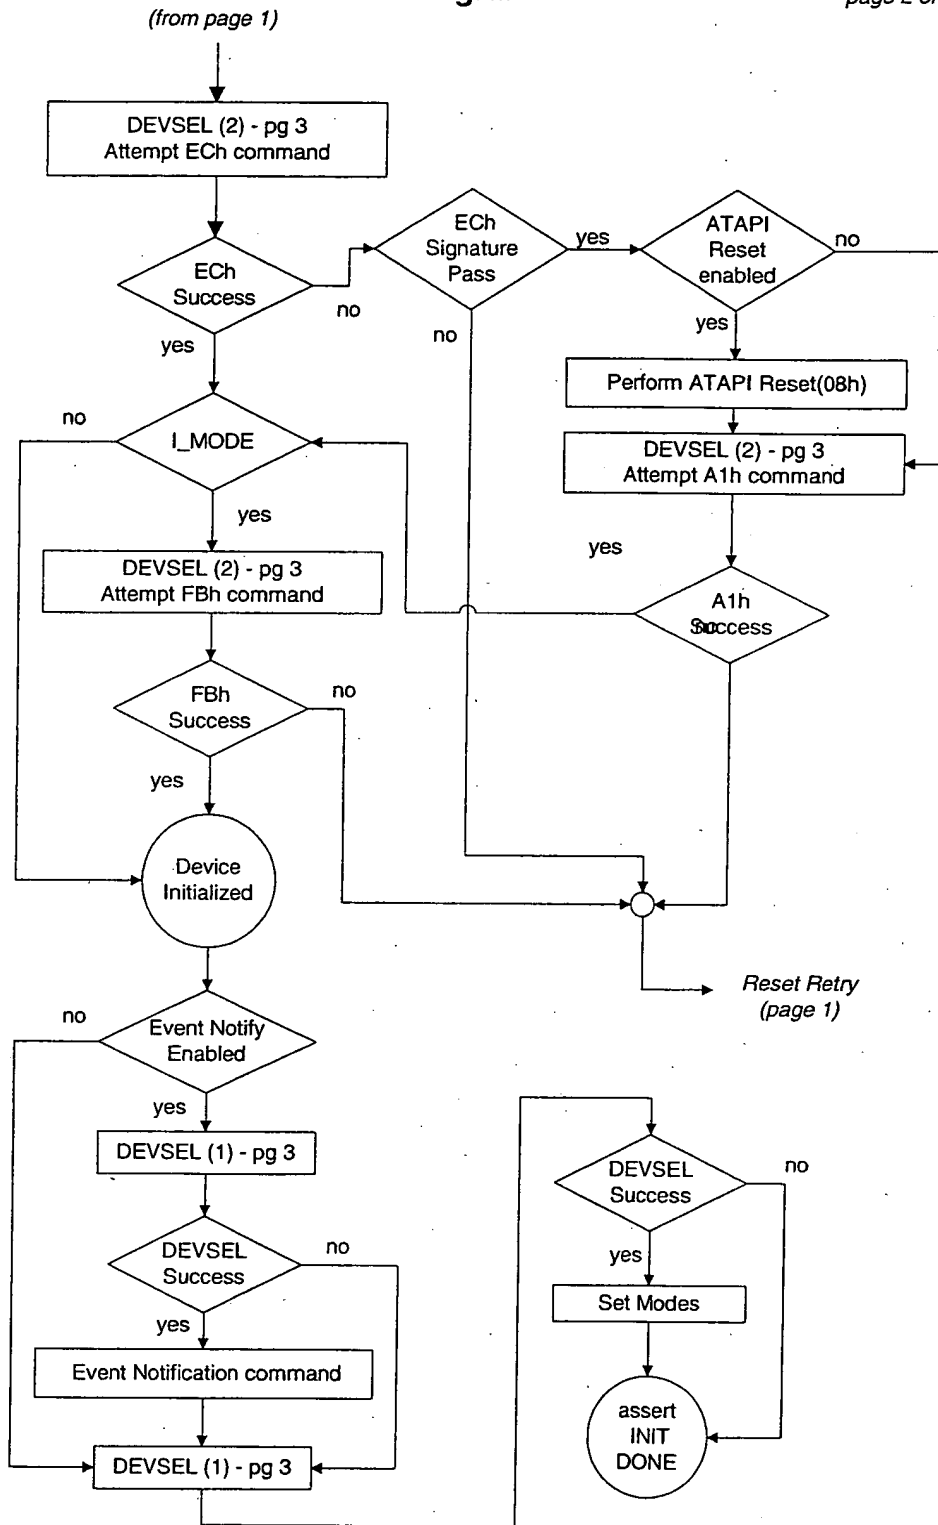 (from page 1)
DEVSEL (2) - pg 3
Attempt ECh command
ECh
Success
yes
no
ECh
Signature
Pass
yes
no
ATAPI
Reset
enabled
no
yes
Perform ATAPI Reset(08h)
DEVSEL (2) - pg 3
Attempt A1h command
yes
A1h
Success
no
I_MODE
no
yes
DEVSEL (2) - pg 3
Attempt FBh command
FBh
Success
no
yes
Device
Initialized
Reset Retry
(page 1)
Event Notify
Enabled
no
yes
DEVSEL (1) - pg 3
DEVSEL
Success
no
yes
Event Notification command
DEVSEL (1) - pg 3
DEVSEL
Success
no
yes
Set Modes
assert
INIT
DONE